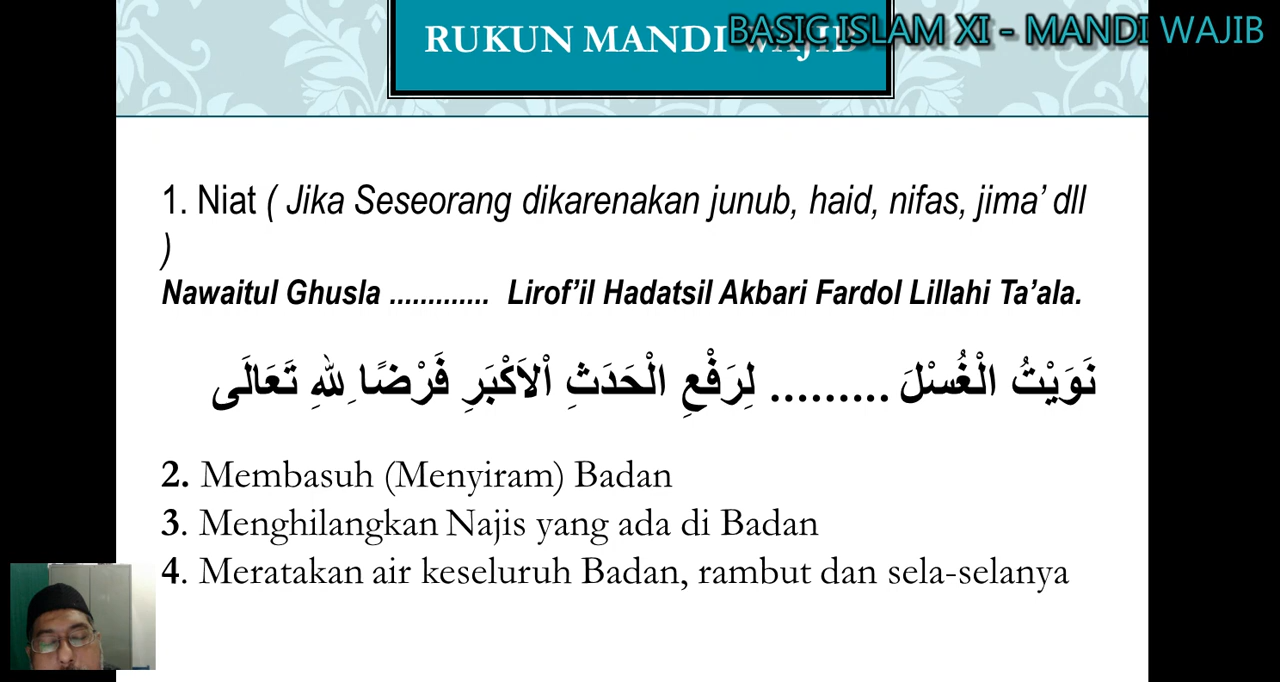 RUKUN MANDI WAJIB
BASIC ISLAM XI - MANDI WAJIB
1. Niat ( Jika Seseorang dikarenakan junub, haid, nifas, jima’ dll
)
Nawaitul Ghusla ............. Lirof’il Hadatsil Akbari Fardol Lillahi Ta’ala.
نَوَيْتُ الْغُسْلَ ......... لِرَفْعِ الْحَدَثِ اْلاَكْبَرِ فَرْضًا ِللهِ تَعَالَى
2. Membasuh (Menyiram) Badan
3. Menghilangkan Najis yang ada di Badan
4. Meratakan air keseluruh Badan, rambut dan sela-selanya